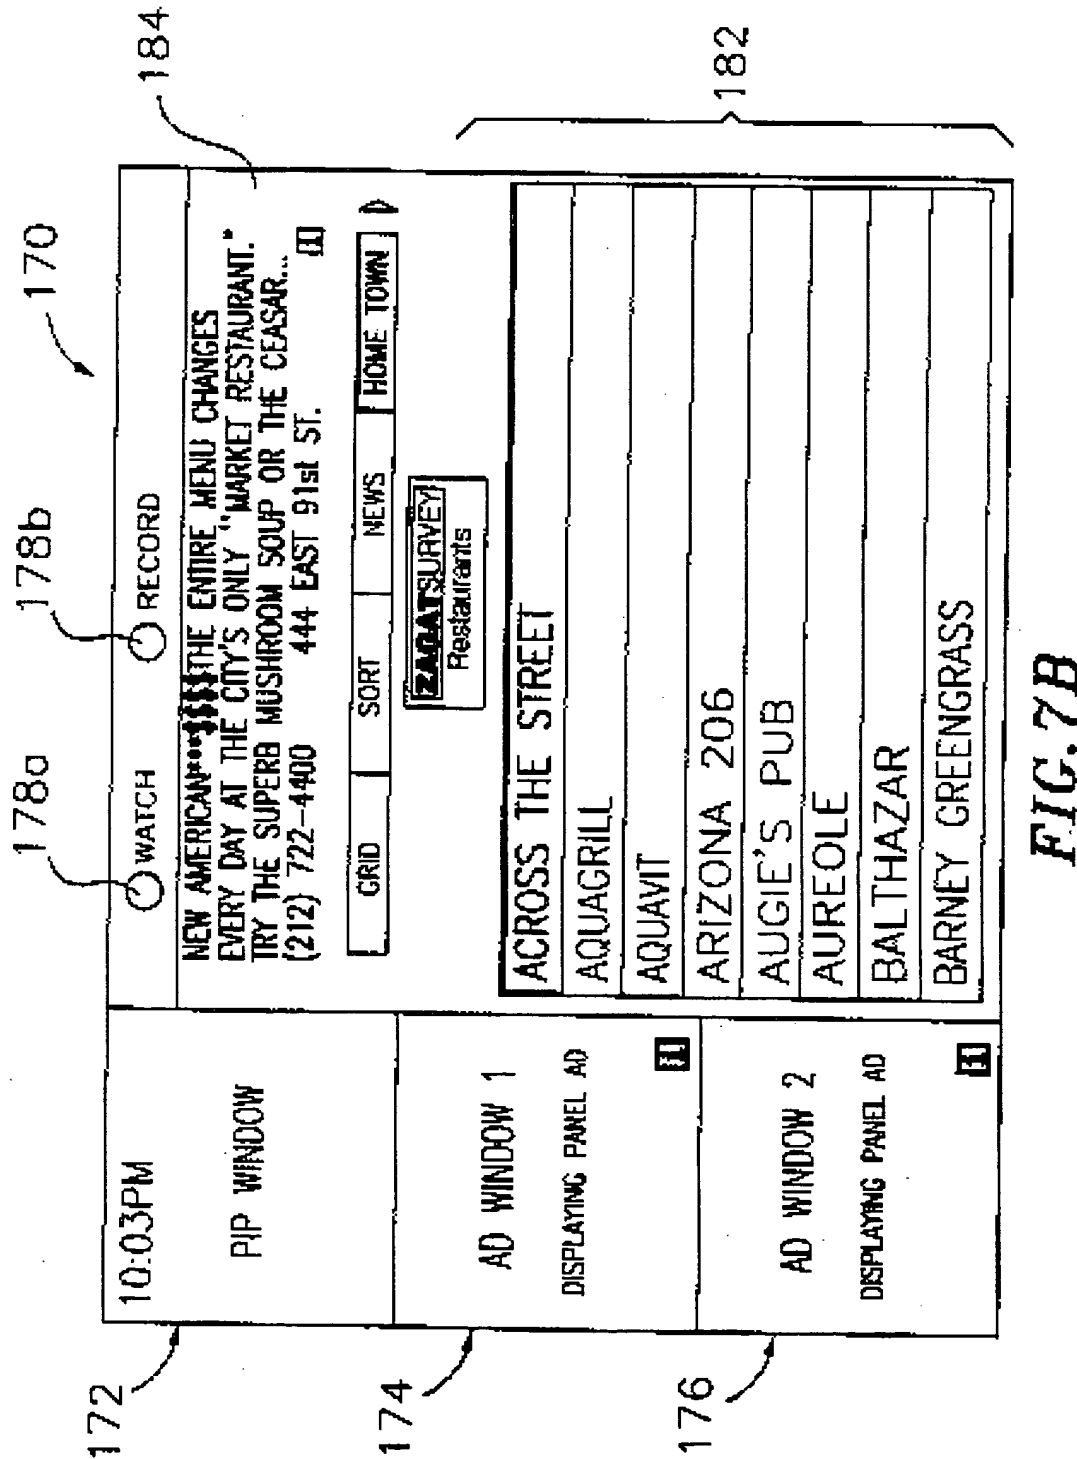 170
178a
178b
184
172
10:03PM
PIP WINDOW
WATCH
RECORD
NEW AMERICAN•••$$$$THE ENTIRE MENU CHANGES
EVERY DAY AT THE CITY'S ONLY "MARKET RESTAURANT."
TRY THE SUPERB MUSHROOM SOUP OR THE CEASAR...
(212) 722-4400 444 EAST 91st ST.
GRID
SORT
NEWS
HOME TOWN
ZAGATSURVEY
Restaurants
174
AD WINDOW 1
DISPLAYING PANEL AD
176
AD WINDOW 2
DISPLAYING PANEL AD
ACROSS THE STREET
AQUAGRILL
AQUAVIT
ARIZONA 206
AUGIE'S PUB
AUREOLE
BALTHAZAR
BARNEY GREENGRASS
182
FIG.7B